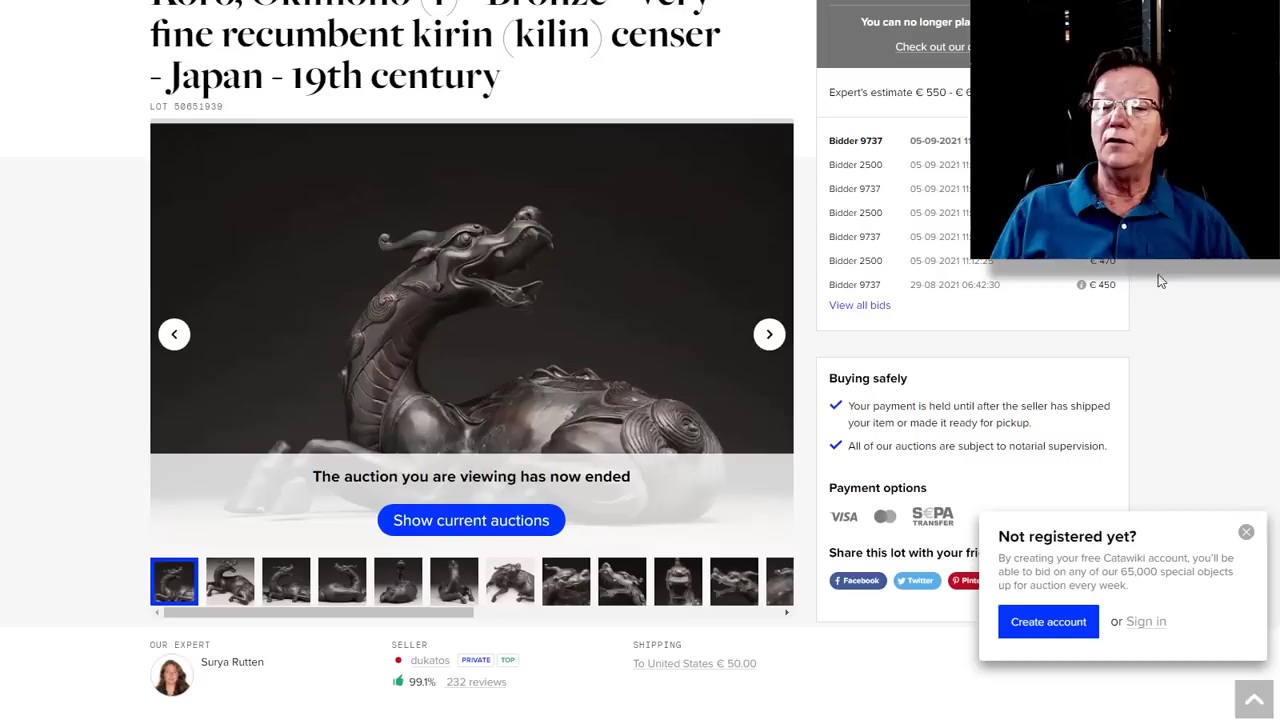 fine recumbent kirin (kilin) censer
- Japan - 19th century
LOT 50651939
You can no longer pla
Check out our
Expert's estimate € 550 - €
Bidder 9737 05-09-2021
Bidder 2500 05-09-2021
Bidder 9737 05-09-2021
Bidder 2500 05-09-2021
Bidder 9737 05-09-2021
Bidder 2500 05-09-2021 11:12:25 € 470
Bidder 9737 29-08-2021 06:42:30 € 450
View all bids
The auction you are viewing has now ended
Show current auctions
Buying safely
Your payment is held until after the seller has shipped
your item or made it ready for pickup.
All of our auctions are subject to notarial supervision.
Payment options
VISA SEPA
TRANSFER
Share this lot with your fri
Facebook Twitter Pint
Not registered yet?
By creating your free Catawiki account, you'll be
able to bid on any of our 65,000 special objects
up for auction every week.
Create account or Sign in
OUR EXPERT
Surya Rutten
SELLER
dukatos PRIVATE TOP
99.1% 232 reviews
SHIPPING
To United States € 50.00